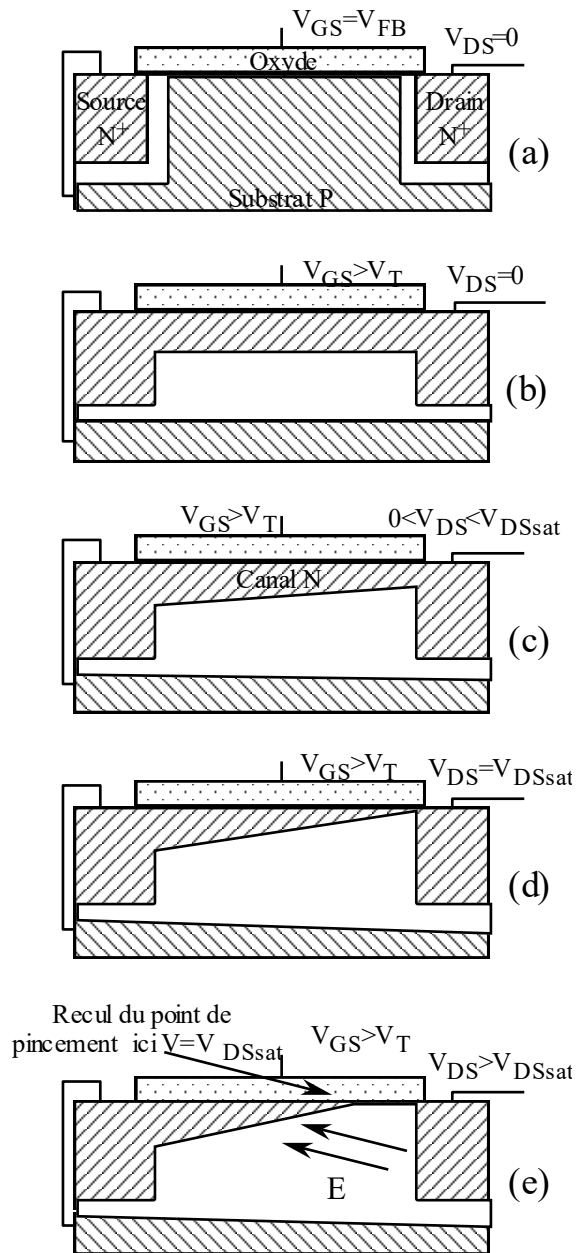 V_GS=V_FB
V_DS=0
Oxyde
Source
N+
Drain
N+
(a)
Substrat P
V_GS>V_T
V_DS=0
(b)
V_GS>V_T
0<V_DS<V_DSsat
Canal N
(c)
V_GS>V_T
V_DS=V_DSsat
(d)
Recul du point de
pincement ici V=V_DSsat
V_GS>V_T
V_DS>V_DSsat
E
(e)